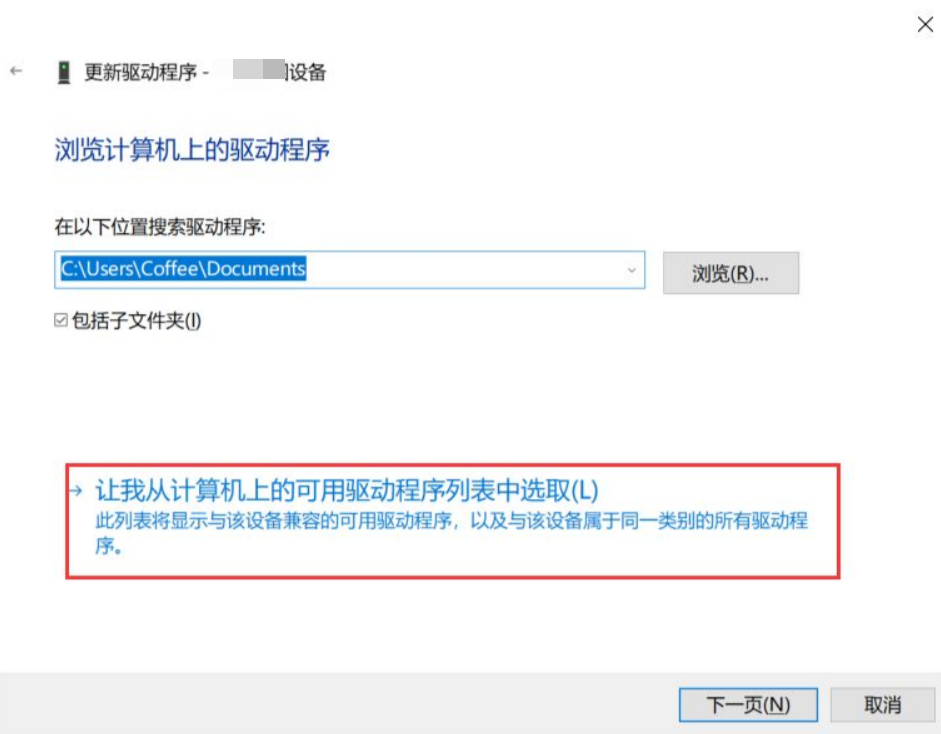 更新驱动程序 - 设备
浏览计算机上的驱动程序
在以下位置搜索驱动程序:
C:\Users\Coffee\Documents
浏览(R)...
包括子文件夹(I)
→ 让我从计算机上的可用驱动程序列表中选取(L)
此列表将显示与该设备兼容的可用驱动程序，以及与该设备属于同一类别的所有驱动程
序。
下一页(N)
取消